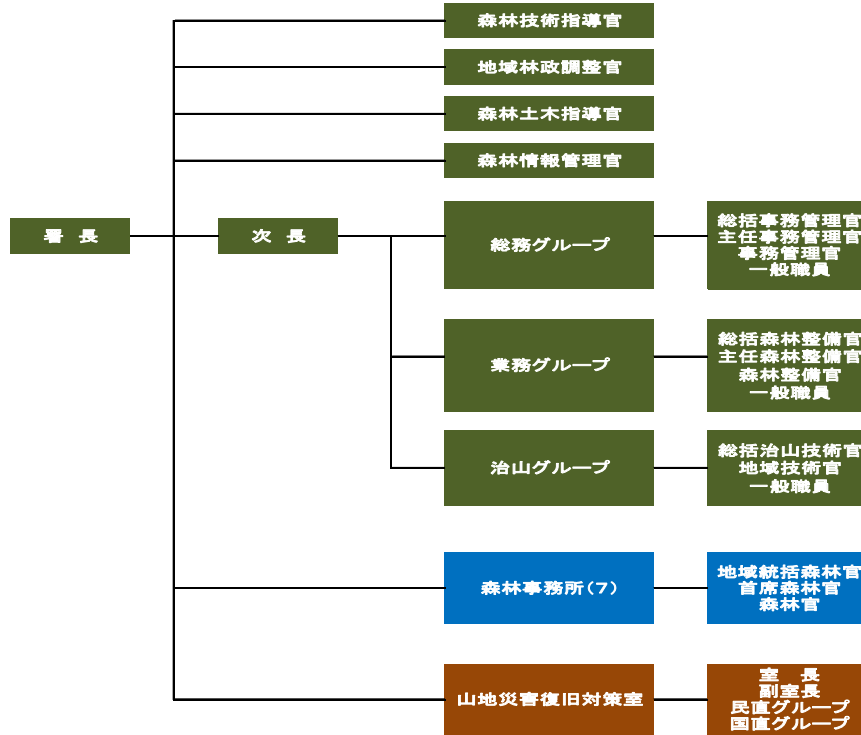 森林技術指導官
地域林政調整官
森林土木指導官
森林情報管理官
署 長
次 長
総務グループ
総括事務管理官
主任事務管理官
事務管理官
一般職員
業務グループ
総括森林整備官
主任森林整備官
森林整備官
一般職員
治山グループ
総括治山技術官
地域技術官
一般職員
森林事務所(7)
地域統括森林官
首席森林官
森林官
山地災害復旧対策室
室 長
副室長
民直グループ
国直グループ